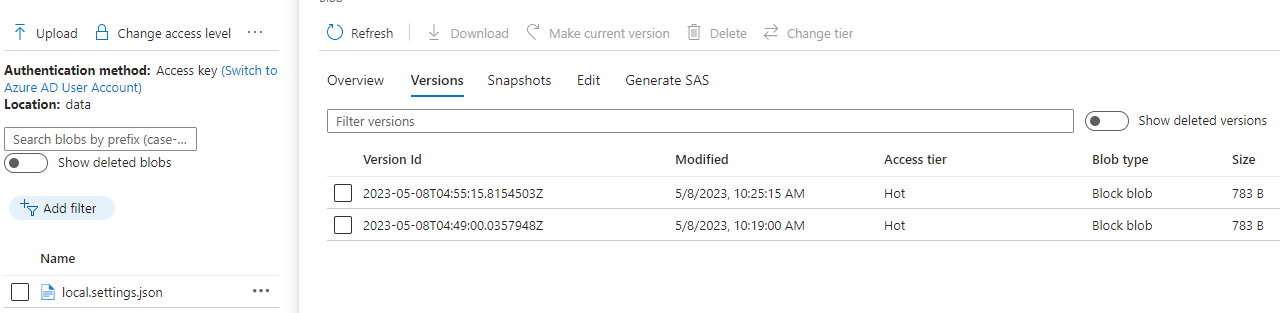 Upload
Change access level
...
Authentication method: Access key (Switch to
Azure AD User Account)
Location: data
Search blobs by prefix (case-...
Show deleted blobs
Add filter
Name
local.settings.json
...
Refresh
Download
Make current version
Delete
Change tier
Overview
Versions
Snapshots
Edit
Generate SAS
Filter versions
Show deleted versions
Version Id Modified Access tier Blob type Size
2023-05-08T04:55:15.8154503Z 5/8/2023, 10:25:15 AM Hot Block blob 783 B
2023-05-08T04:49:00.0357948Z 5/8/2023, 10:19:00 AM Hot Block blob 783 B